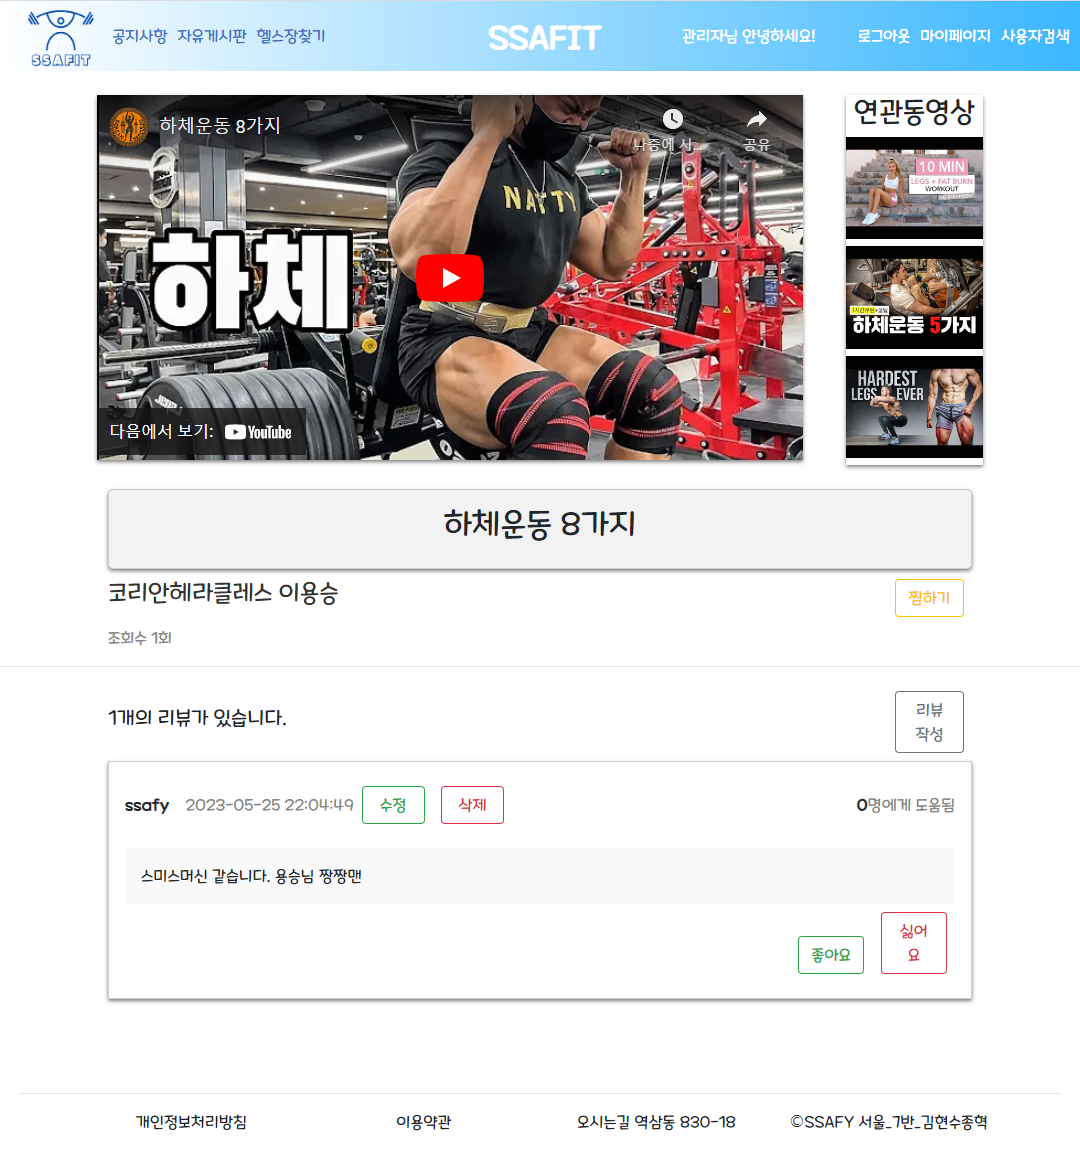 SSAFIT
공지사항 자유게시판 헬스장찾기
SSAFIT
관리자님 안녕하세요!
로그아웃 마이페이지 사용자검색
하체운동 8가지
나중에 시...
공유
NATTY
하체
다음에서 보기: YouTube
연관동영상
10 MIN
LEGS + FAT BURN
WORKOUT
하체운동 5가지
HARDEST
LEGS EVER
하체운동 8가지
코리안헤라클레스 이용승
찜하기
조회수 1회
1개의 리뷰가 있습니다.
리뷰
작성
ssafy 2023-05-25 22:04:49 수정 삭제
0명에게 도움됨
스미스머신 같습니다. 용승님 짱짱맨
좋아요
싫어
요
개인정보처리방침
이용약관
오시는길 역삼동 830-18
©SSAFY 서울_7반_김현수종혁